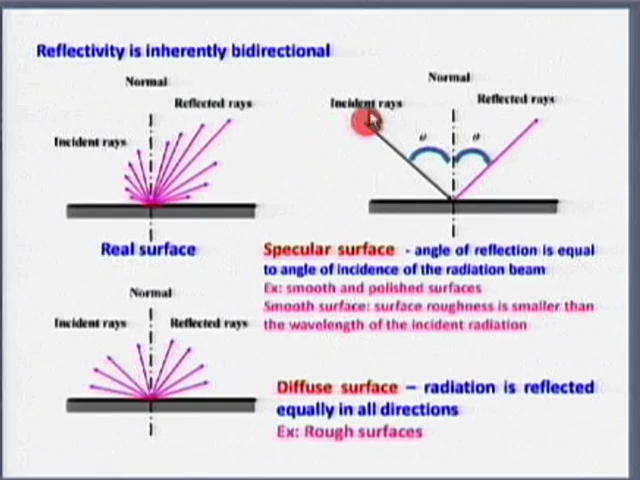 Reflectivity is inherently bidirectional
Normal
Reflected rays
Incident rays
Real surface
Normal
Incident rays
Reflected rays
θ θ
Specular surface - angle of reflection is equal
to angle of incidence of the radiation beam
Ex: smooth and polished surfaces
Smooth surface: surface roughness is smaller than
the wavelength of the incident radiation
Normal
Incident rays
Reflected rays
Diffuse surface – radiation is reflected
equally in all directions
Ex: Rough surfaces